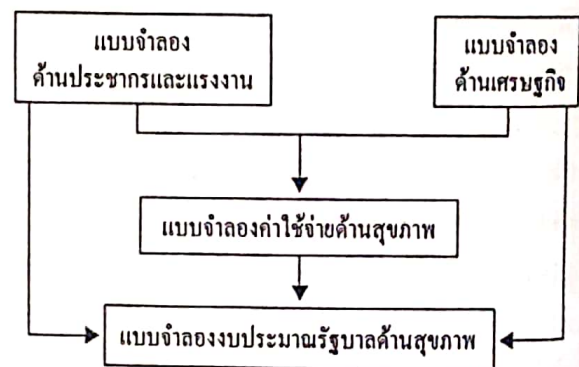 แบบจำลอง
ด้านประชากรและแรงงาน
แบบจำลอง
ด้านเศรษฐกิจ
แบบจำลองค่าใช้จ่ายด้านสุขภาพ
แบบจำลองงบประมาณรัฐบาลด้านสุขภาพ